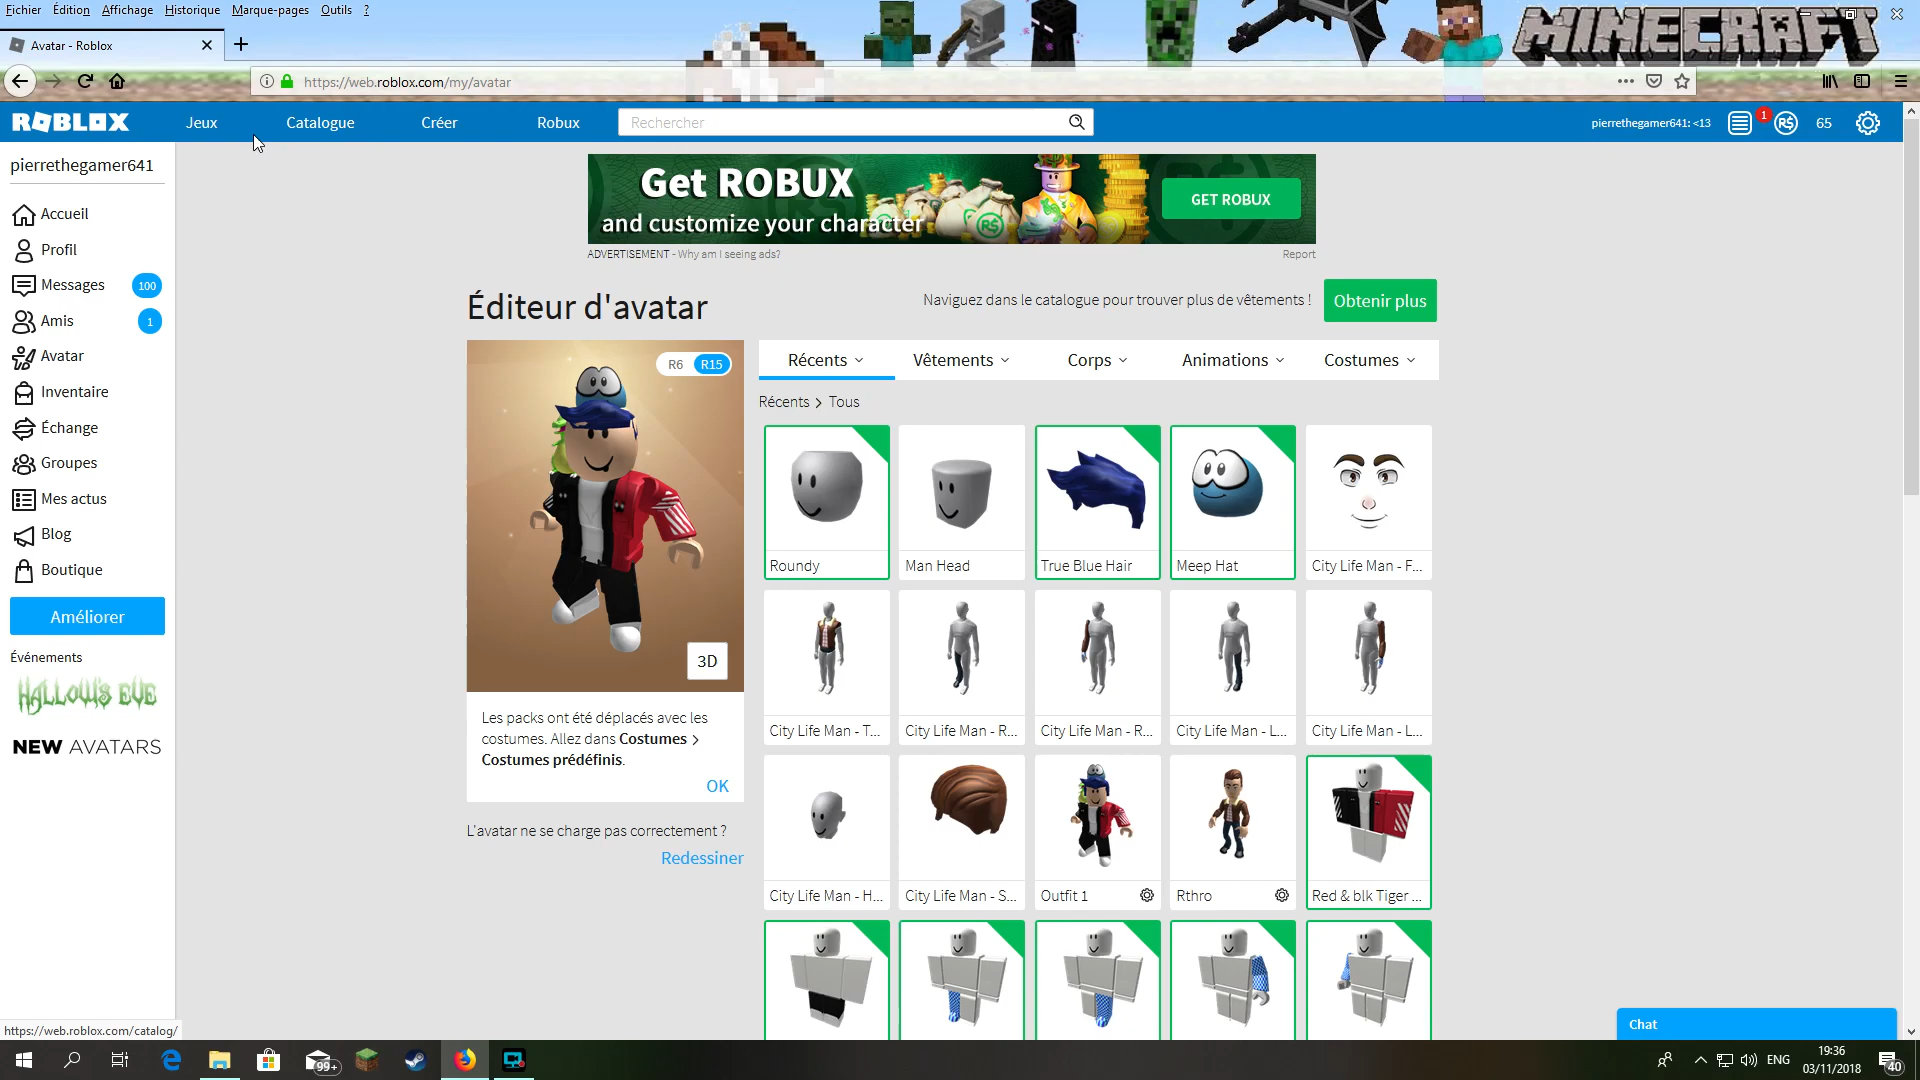 Fichier Édition Affichage Historique Marque-pages Outils ?
MINECRAFT
Avatar - Roblox
https://web.roblox.com/my/avatar
ROBLOX Jeux Catalogue Créer Robux Rechercher pierrethegamer641: <13 1 65
pierrethegamer641
Accueil
Profil
Messages 100
Amis 1
Avatar
Inventaire
Échange
Groupes
Mes actus
Blog
Boutique
Améliorer
Événements
HALLOW'S EVE
NEW AVATARS
Get ROBUX
and customize your character
GET ROBUX
ADVERTISEMENT - Why am I seeing ads? Report
Éditeur d'avatar
Naviguez dans le catalogue pour trouver plus de vêtements ! Obtenir plus
R6 R15
3D
Les packs ont été déplacés avec les
costumes. Allez dans Costumes >
Costumes prédéfinis.
OK
L'avatar ne se charge pas correctement ?
Redessiner
Récents Vêtements Corps Animations Costumes
Récents > Tous
Roundy Man Head True Blue Hair Meep Hat City Life Man - F...
City Life Man - T... City Life Man - R... City Life Man - R... City Life Man - L... City Life Man - L...
City Life Man - H... City Life Man - S... Outfit 1 Rthro Red & blk Tiger ...
Chat
https://web.roblox.com/catalog/
99+
ENG
19:36
03/11/2018
40